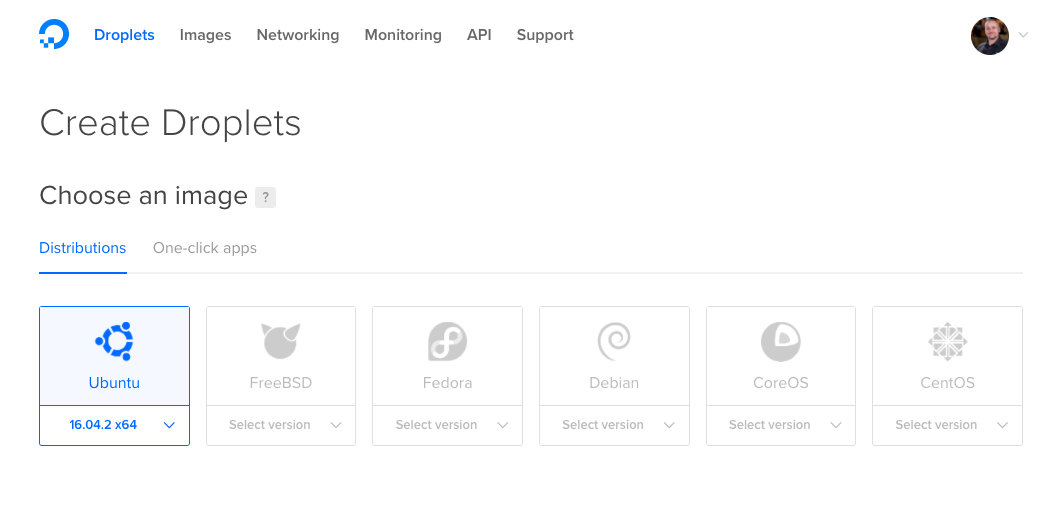 Droplets Images Networking Monitoring API Support
Create Droplets
Choose an image ?
Distributions One-click apps
Ubuntu FreeBSD Fedora Debian CoreOS CentOS
16.04.2 x64 Select version Select version Select version Select version Select version